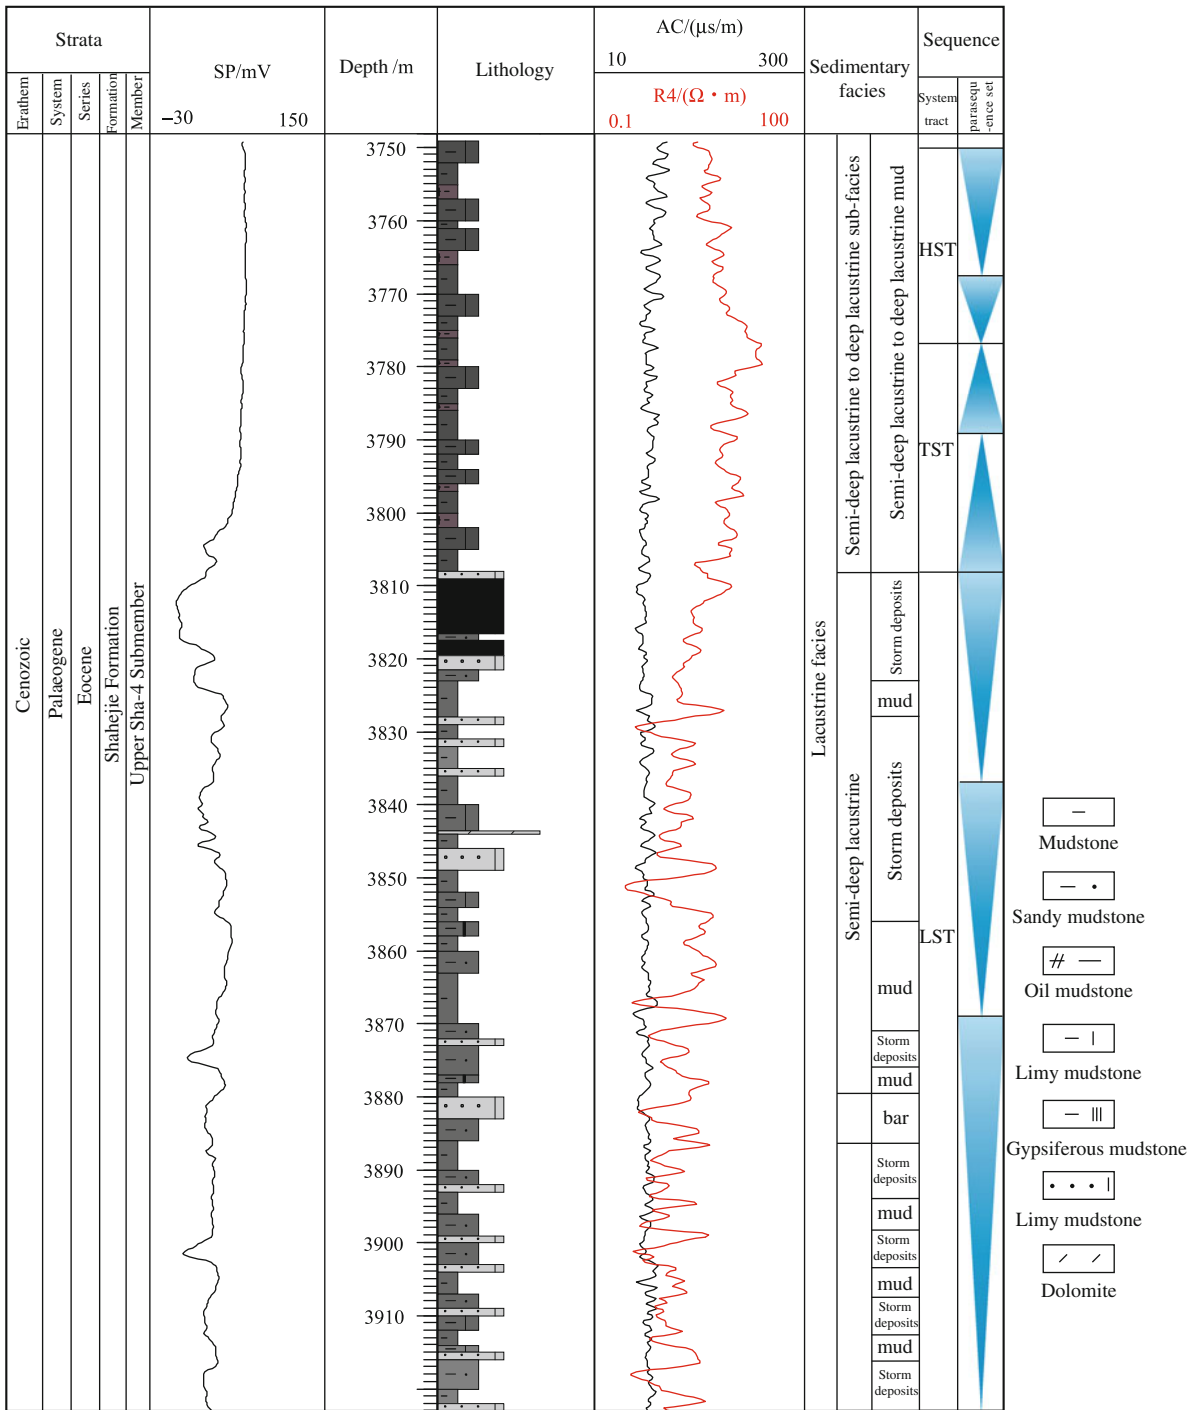 Strata
SP/mV
Depth /m
Lithology
AC/(μs/m)
10 300
R4/(Ω • m)
0.1 100
Sedimentary
facies
Sequence
Erathem
System
Series
Formation
Member
−30 150
System
tract
parasequ
-ence set
3750
3760
3770
3780
3790
3800
3810
3820
3830
3840
3850
3860
3870
3880
3890
3900
3910
Cenozoic
Palaeogene
Eocene
Shahejie Formation
Upper Sha-4 Submember
Lacustrine facies
Semi-deep lacustrine to deep lacustrine sub-facies
Semi-deep lacustrine
Semi-deep lacustrine to deep lacustrine mud
Storm deposits
mud
Storm deposits
mud
Storm
deposits
mud
bar
Storm
deposits
mud
Storm
deposits
mud
Storm
deposits
mud
Storm
deposits
HST
TST
LST
Mudstone
Sandy mudstone
Oil mudstone
Limy mudstone
Gypsiferous mudstone
Limy mudstone
Dolomite